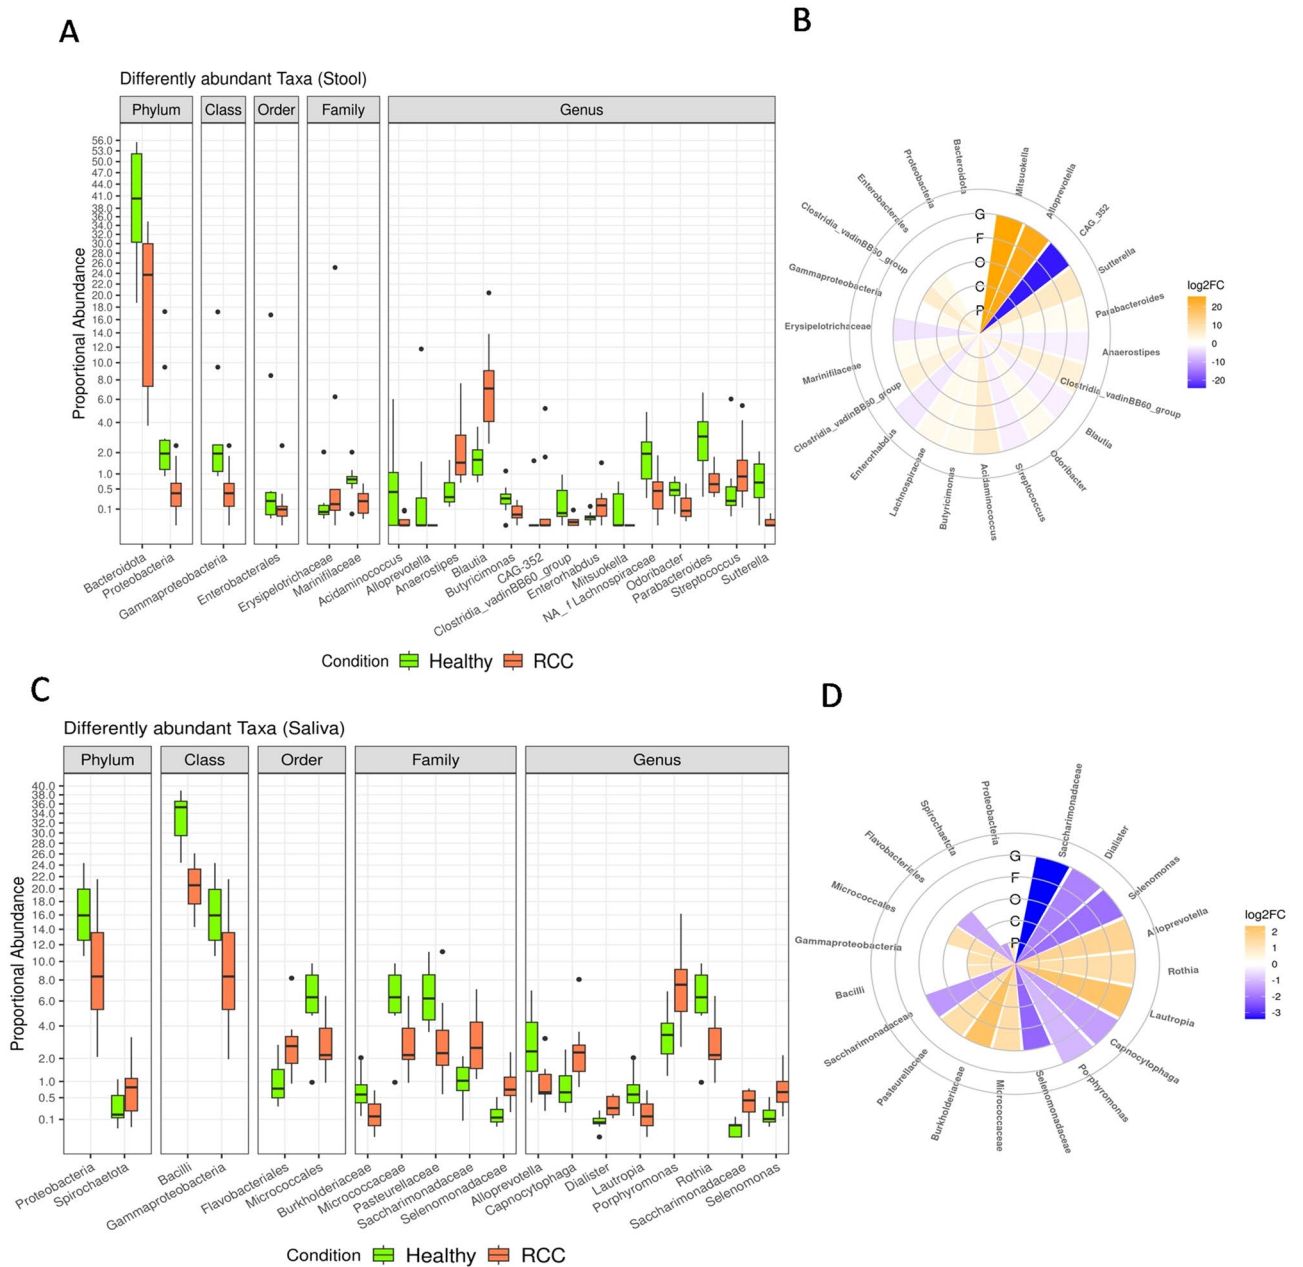 A
Differently abundant Taxa (Stool)
Phylum Class Order Family Genus
Proportional Abundance
56.0
53.0
50.0
47.0
44.0
41.0
38.0
36.0
34.0
32.0
30.0
28.0
26.0
24.0
22.0
20.0
18.0
16.0
14.0
12.0
10.0
8.0
6.0
4.0
2.0
1.0
0.5
0.1
Bacteroidota
Proteobacteria
Gammaproteobacteria
Enterobacterales
Erysipelotrichaceae
Marinifilaceae
Acidaminococcus
Alloprevotella
Anaerostipes
Blautia
Butyricimonas
CAG-352
Clostridia_vadinBB60_group
Enterorhabdus
Mitsuokella
NA_f Lachnospiraceae
Odoribacter
Parabacteroides
Streptococcus
Sutterella
Condition Healthy RCC
B
G
F
O
C
P
Mitsuokella
Alloprevotella
CAG_352
Sutterella
Parabacteroides
Anaerostipes
Clostridia_vadinBB60_group
Blautia
Odoribacter
Streptococcus
Acidaminococcus
Butyricimonas
Lachnospiraceae
Enterorhabdus
Clostridia_vadinBB60_group
Marinifilaceae
Erysipelotrichaceae
Gammaproteobacteria
Clostridia_vadinBB60_group
Enterobacterales
Proteobacteria
Bacteroidota
log2FC
20
10
0
-10
-20
C
Differently abundant Taxa (Saliva)
Phylum Class Order Family Genus
Proportional Abundance
40.0
38.0
36.0
34.0
32.0
30.0
28.0
26.0
24.0
22.0
20.0
18.0
16.0
14.0
12.0
10.0
8.0
6.0
4.0
2.0
1.0
0.5
0.1
Proteobacteria
Spirochaetota
Bacilli
Gammaproteobacteria
Flavobacteriales
Micrococcales
Burkholderiaceae
Micrococcaceae
Pasteurellaceae
Saccharimonadaceae
Selenomonadaceae
Alloprevotella
Capnocytophaga
Dialister
Lautropia
Porphyromonas
Rothia
Saccharimonadaceae
Selenomonas
Condition Healthy RCC
D
G
F
O
C
P
Saccharimonadaceae
Dialister
Selenomonas
Alloprevotella
Rothia
Lautropia
Capnocytophaga
Porphyromonas
Selenomonadaceae
Micrococcaceae
Burkholderiaceae
Pasteurellaceae
Saccharimonadaceae
Bacilli
Gammaproteobacteria
Micrococcales
Flavobacteriales
Spirochaetota
Proteobacteria
log2FC
2
1
0
-1
-2
-3